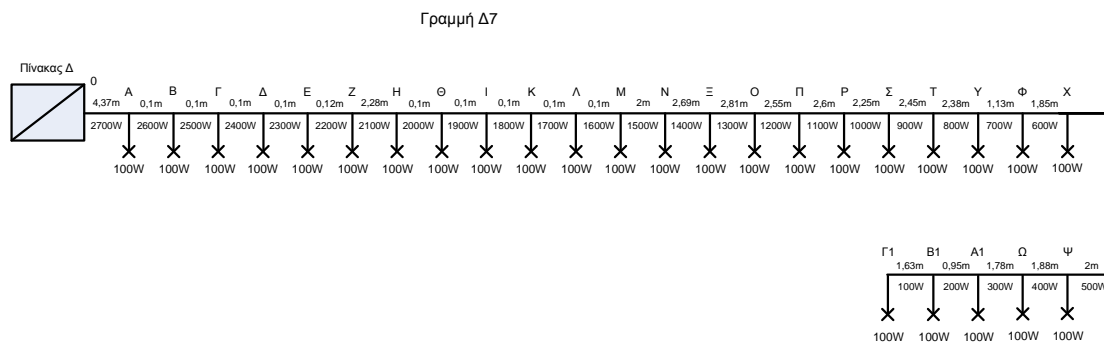 Γραμμή Δ7
Πίνακας Δ
0
Α Β Γ Δ Ε Ζ Η Θ Ι Κ Λ Μ Ν Ξ Ο Π Ρ Σ Τ Υ Φ Χ
4,37m 0,1m 0,1m 0,1m 0,1m 0,12m 2,28m 0,1m 0,1m 0,1m 0,1m 0,1m 2m 2,69m 2,81m 2,55m 2,6m 2,25m 2,45m 2,38m 1,13m 1,85m
2700W 2600W 2500W 2400W 2300W 2200W 2100W 2000W 1900W 1800W 1700W 1600W 1500W 1400W 1300W 1200W 1100W 1000W 900W 800W 700W 600W
100W 100W 100W 100W 100W 100W 100W 100W 100W 100W 100W 100W 100W 100W 100W 100W 100W 100W 100W 100W 100W 100W
Γ1 Β1 Α1 Ω Ψ
1,63m 0,95m 1,78m 1,88m 2m
100W 200W 300W 400W 500W
100W 100W 100W 100W 100W